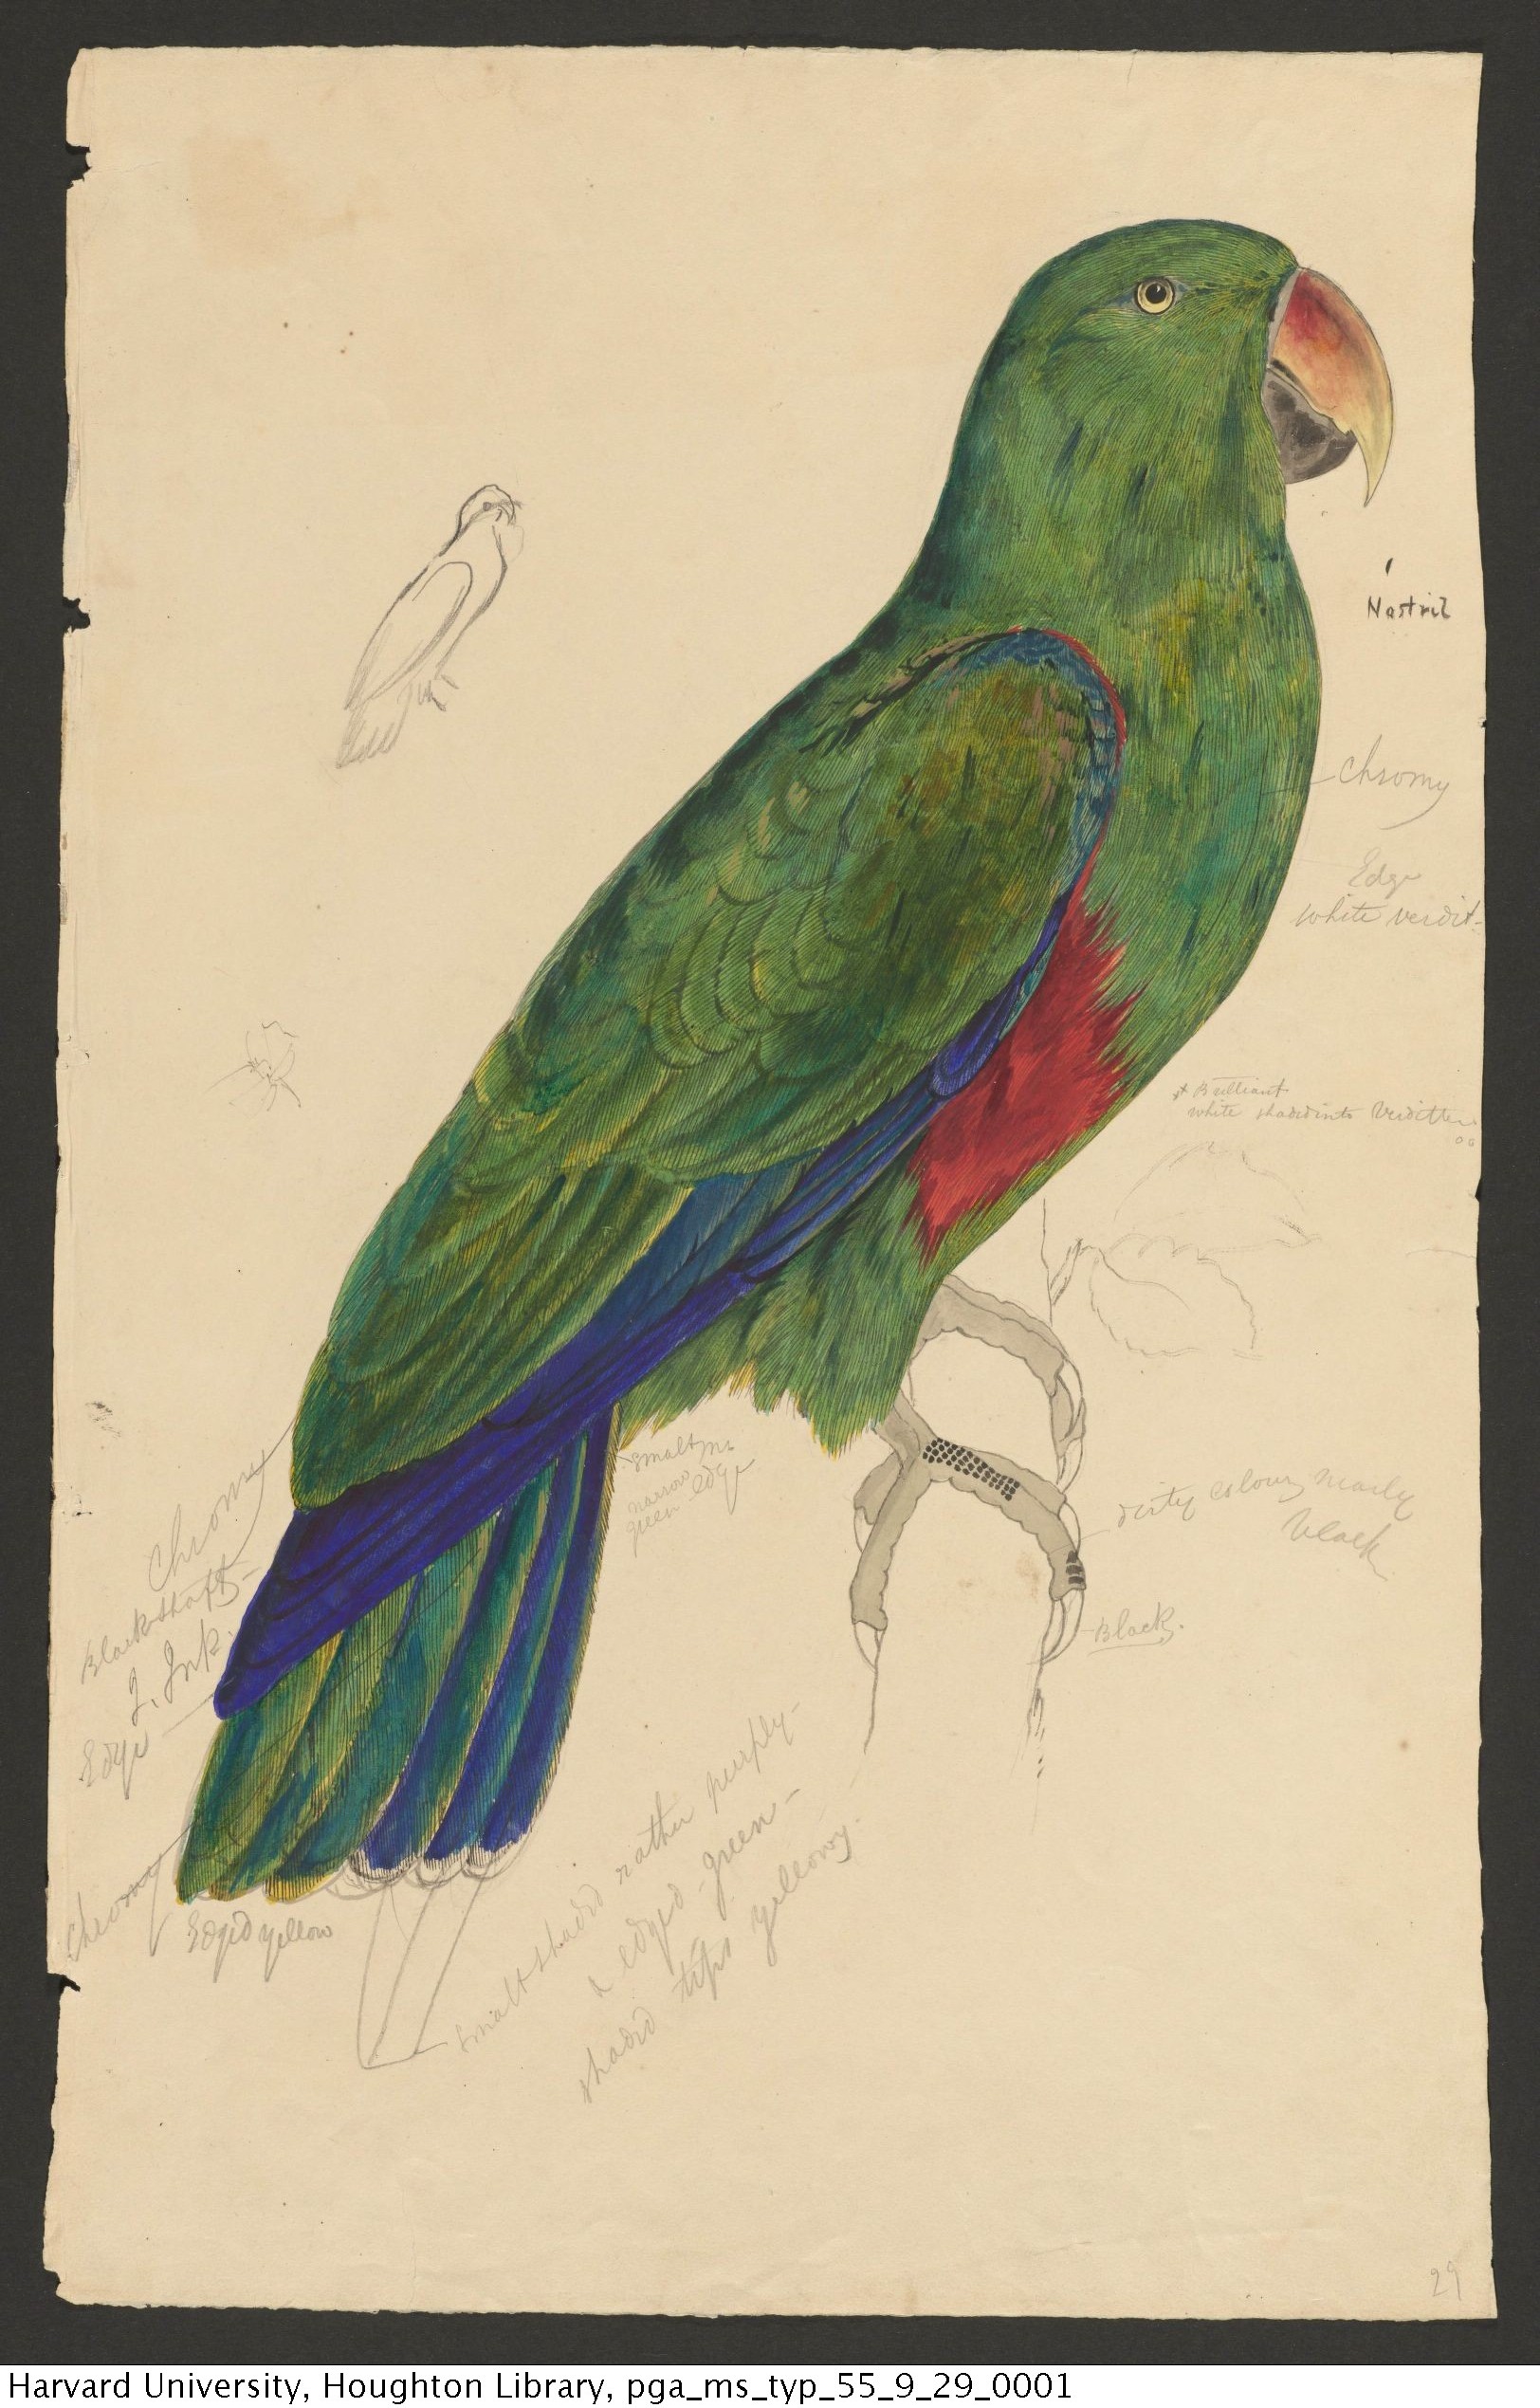 Nostril
Chromy
Edge
white verdit-
Brilliant
white shaded into Verditter
smalt
narrow
green edge
dirty colour nearly
black
Black.
Chromy
Black shaft-
I. Ink.
Edge
Chromy
Edged yellow
smalt shaded rather purply-
& edged green-
shaded tips yellowy.
29
Harvard University, Houghton Library, pga_ms_typ_55_9_29_0001